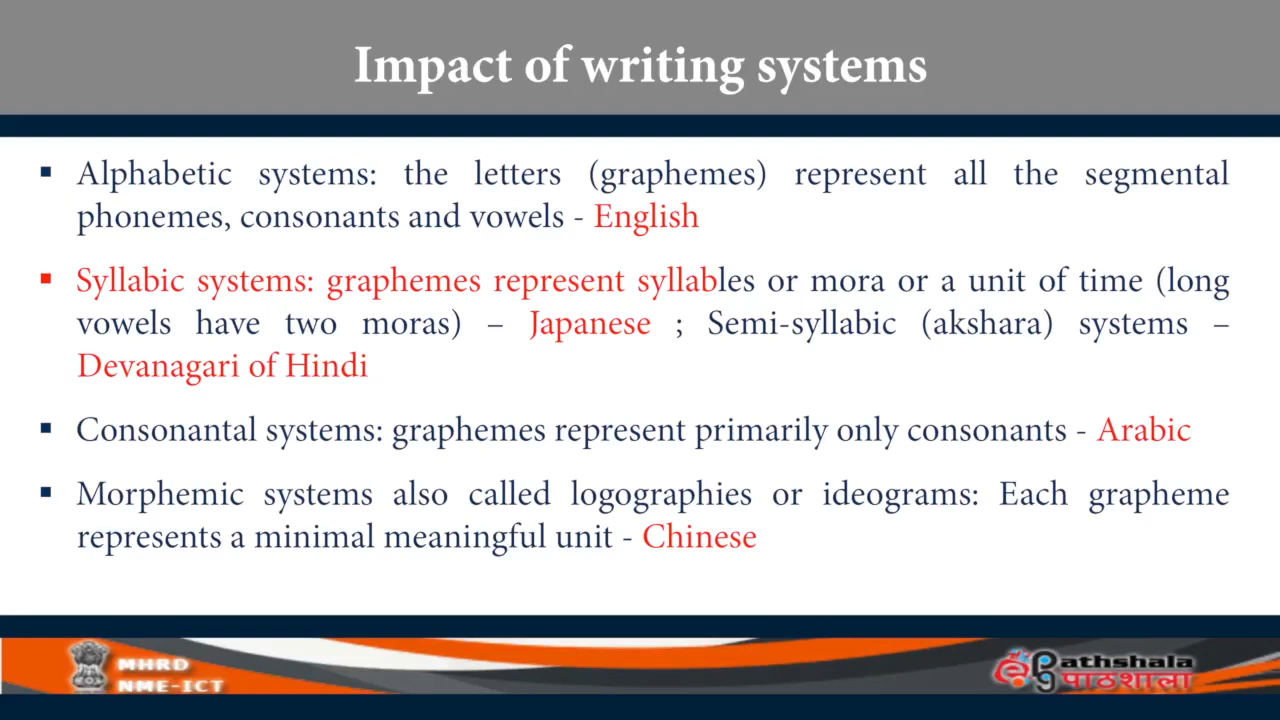 Impact of writing systems
▪ Alphabetic systems: the letters (graphemes) represent all the segmental
phonemes, consonants and vowels - English
▪ Syllabic systems: graphemes represent syllables or mora or a unit of time (long
vowels have two moras) – Japanese ; Semi-syllabic (akshara) systems –
Devanagari of Hindi
▪ Consonantal systems: graphemes represent primarily only consonants - Arabic
▪ Morphemic systems also called logographies or ideograms: Each grapheme
represents a minimal meaningful unit - Chinese
MHRD
NME-ICT
e pg Pathshala
पाठशाला